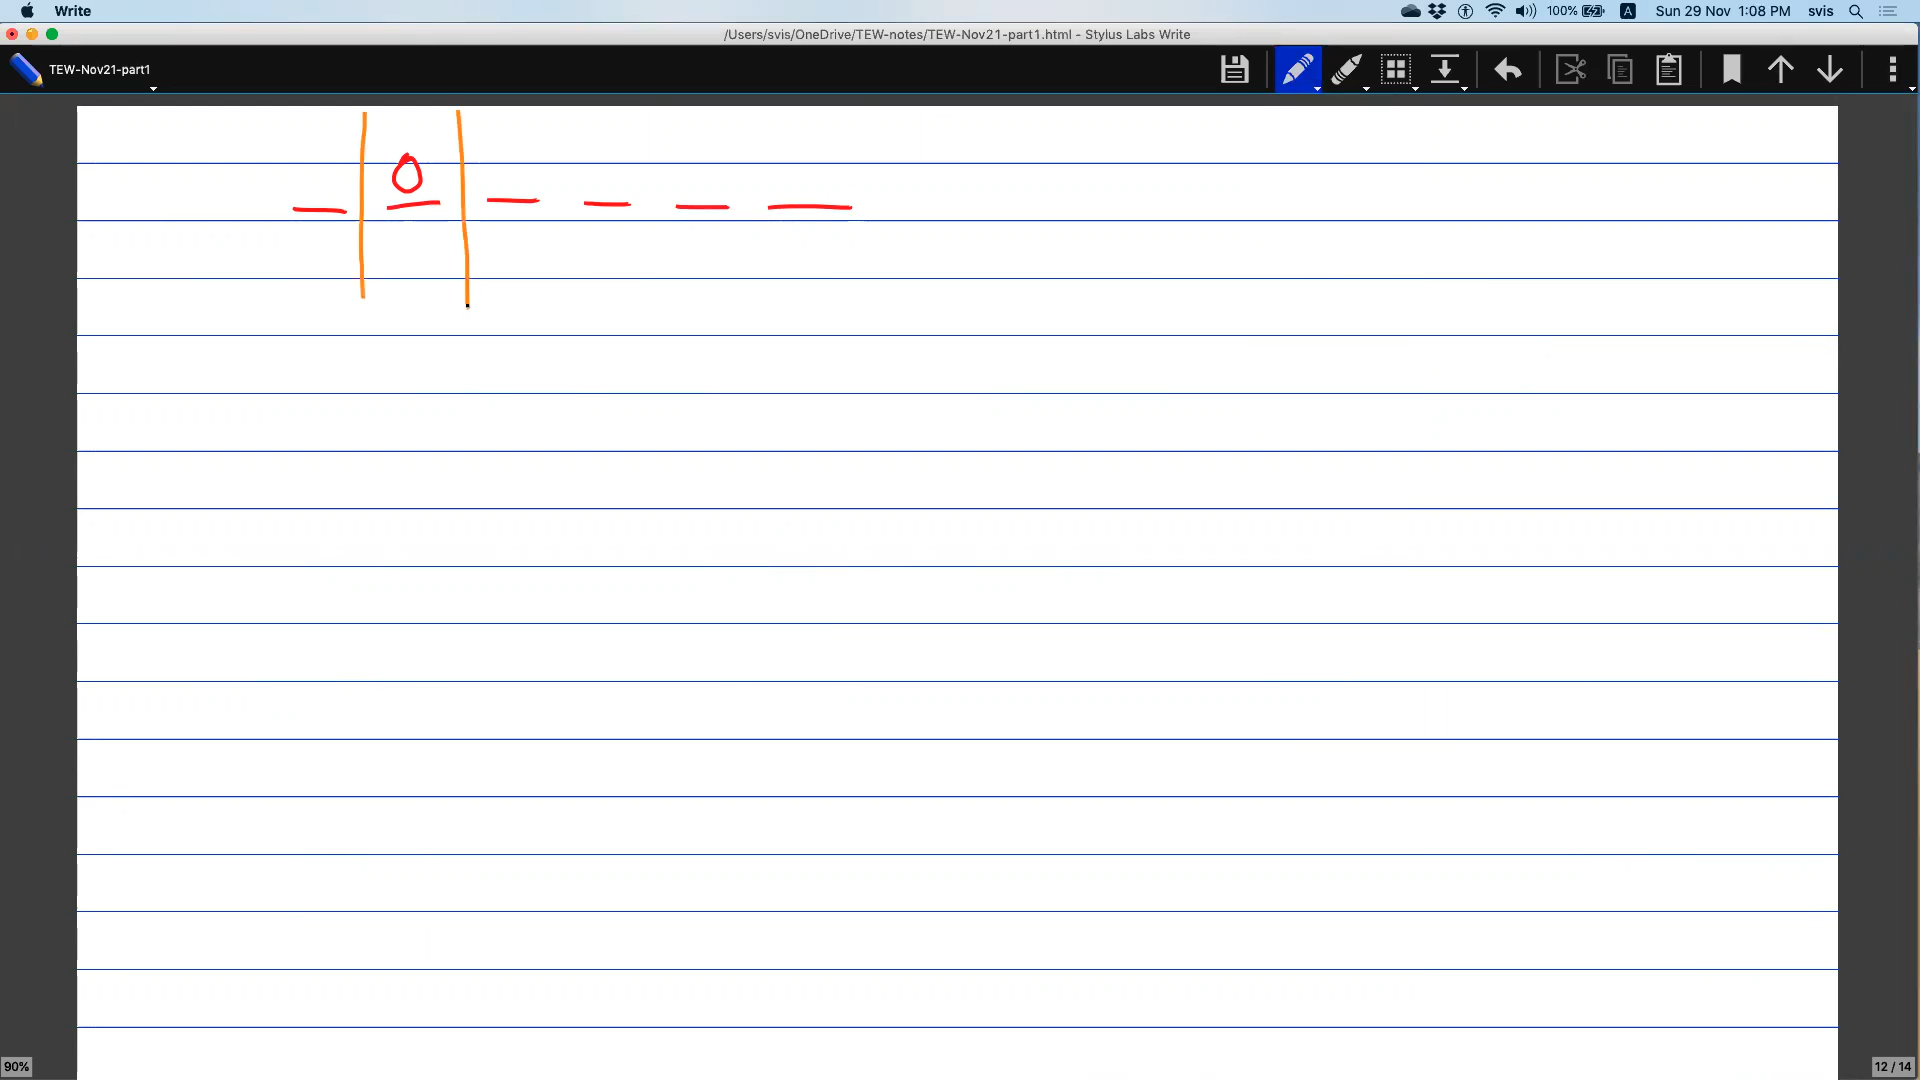 Write
100%
A
Sun 29 Nov 1:08 PM
svis
/Users/svis/OneDrive/TEW-notes/TEW-Nov21-part1.html - Stylus Labs Write
TEW-Nov21-part1
0
90%
12 / 14